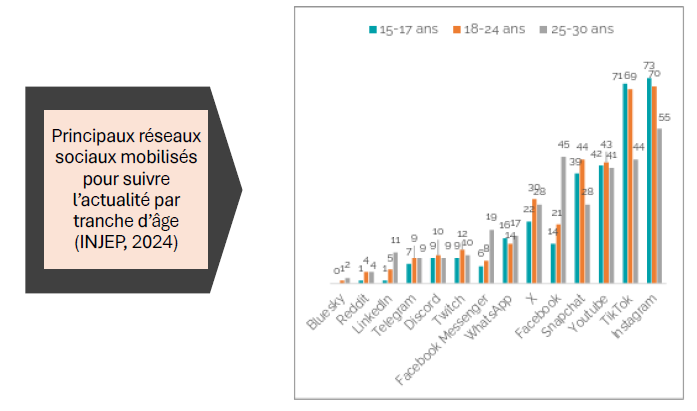 Principaux réseaux
sociaux mobilisés
pour suivre
l’actualité par
tranche d’âge
(INJEP, 2024)
15-17 ans 18-24 ans 25-30 ans
0 1 2
1 4 4
1 5 11
7 9 9
9 10 9
9 12 10
6 8 19
16 14 17
22 30 28
14 21 45
39 44 28
42 43 41
71 69 44
73 70 55
Bluesky
Reddit
LinkedIn
Telegram
Discord
Twitch
Facebook Messenger
WhatsApp
X
Facebook
Snapchat
Youtube
TikTok
Instagram